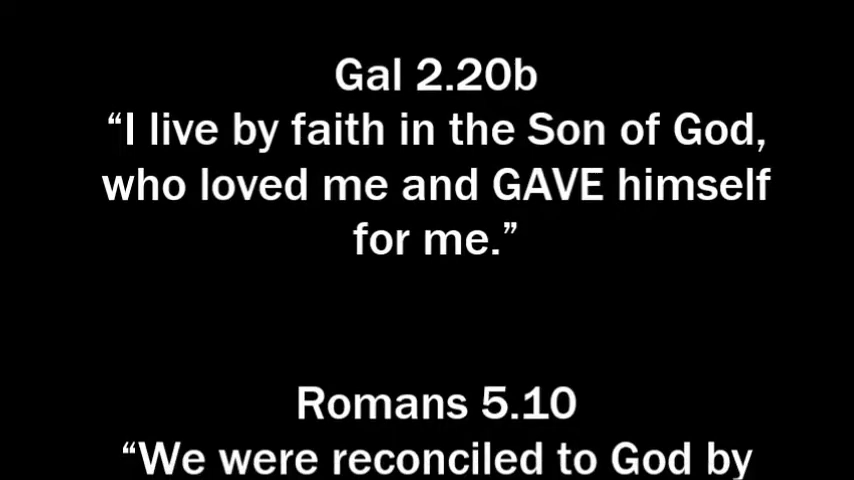 Gal 2.20b
“I live by faith in the Son of God,
who loved me and GAVE himself
for me.”
Romans 5.10
“We were reconciled to God by